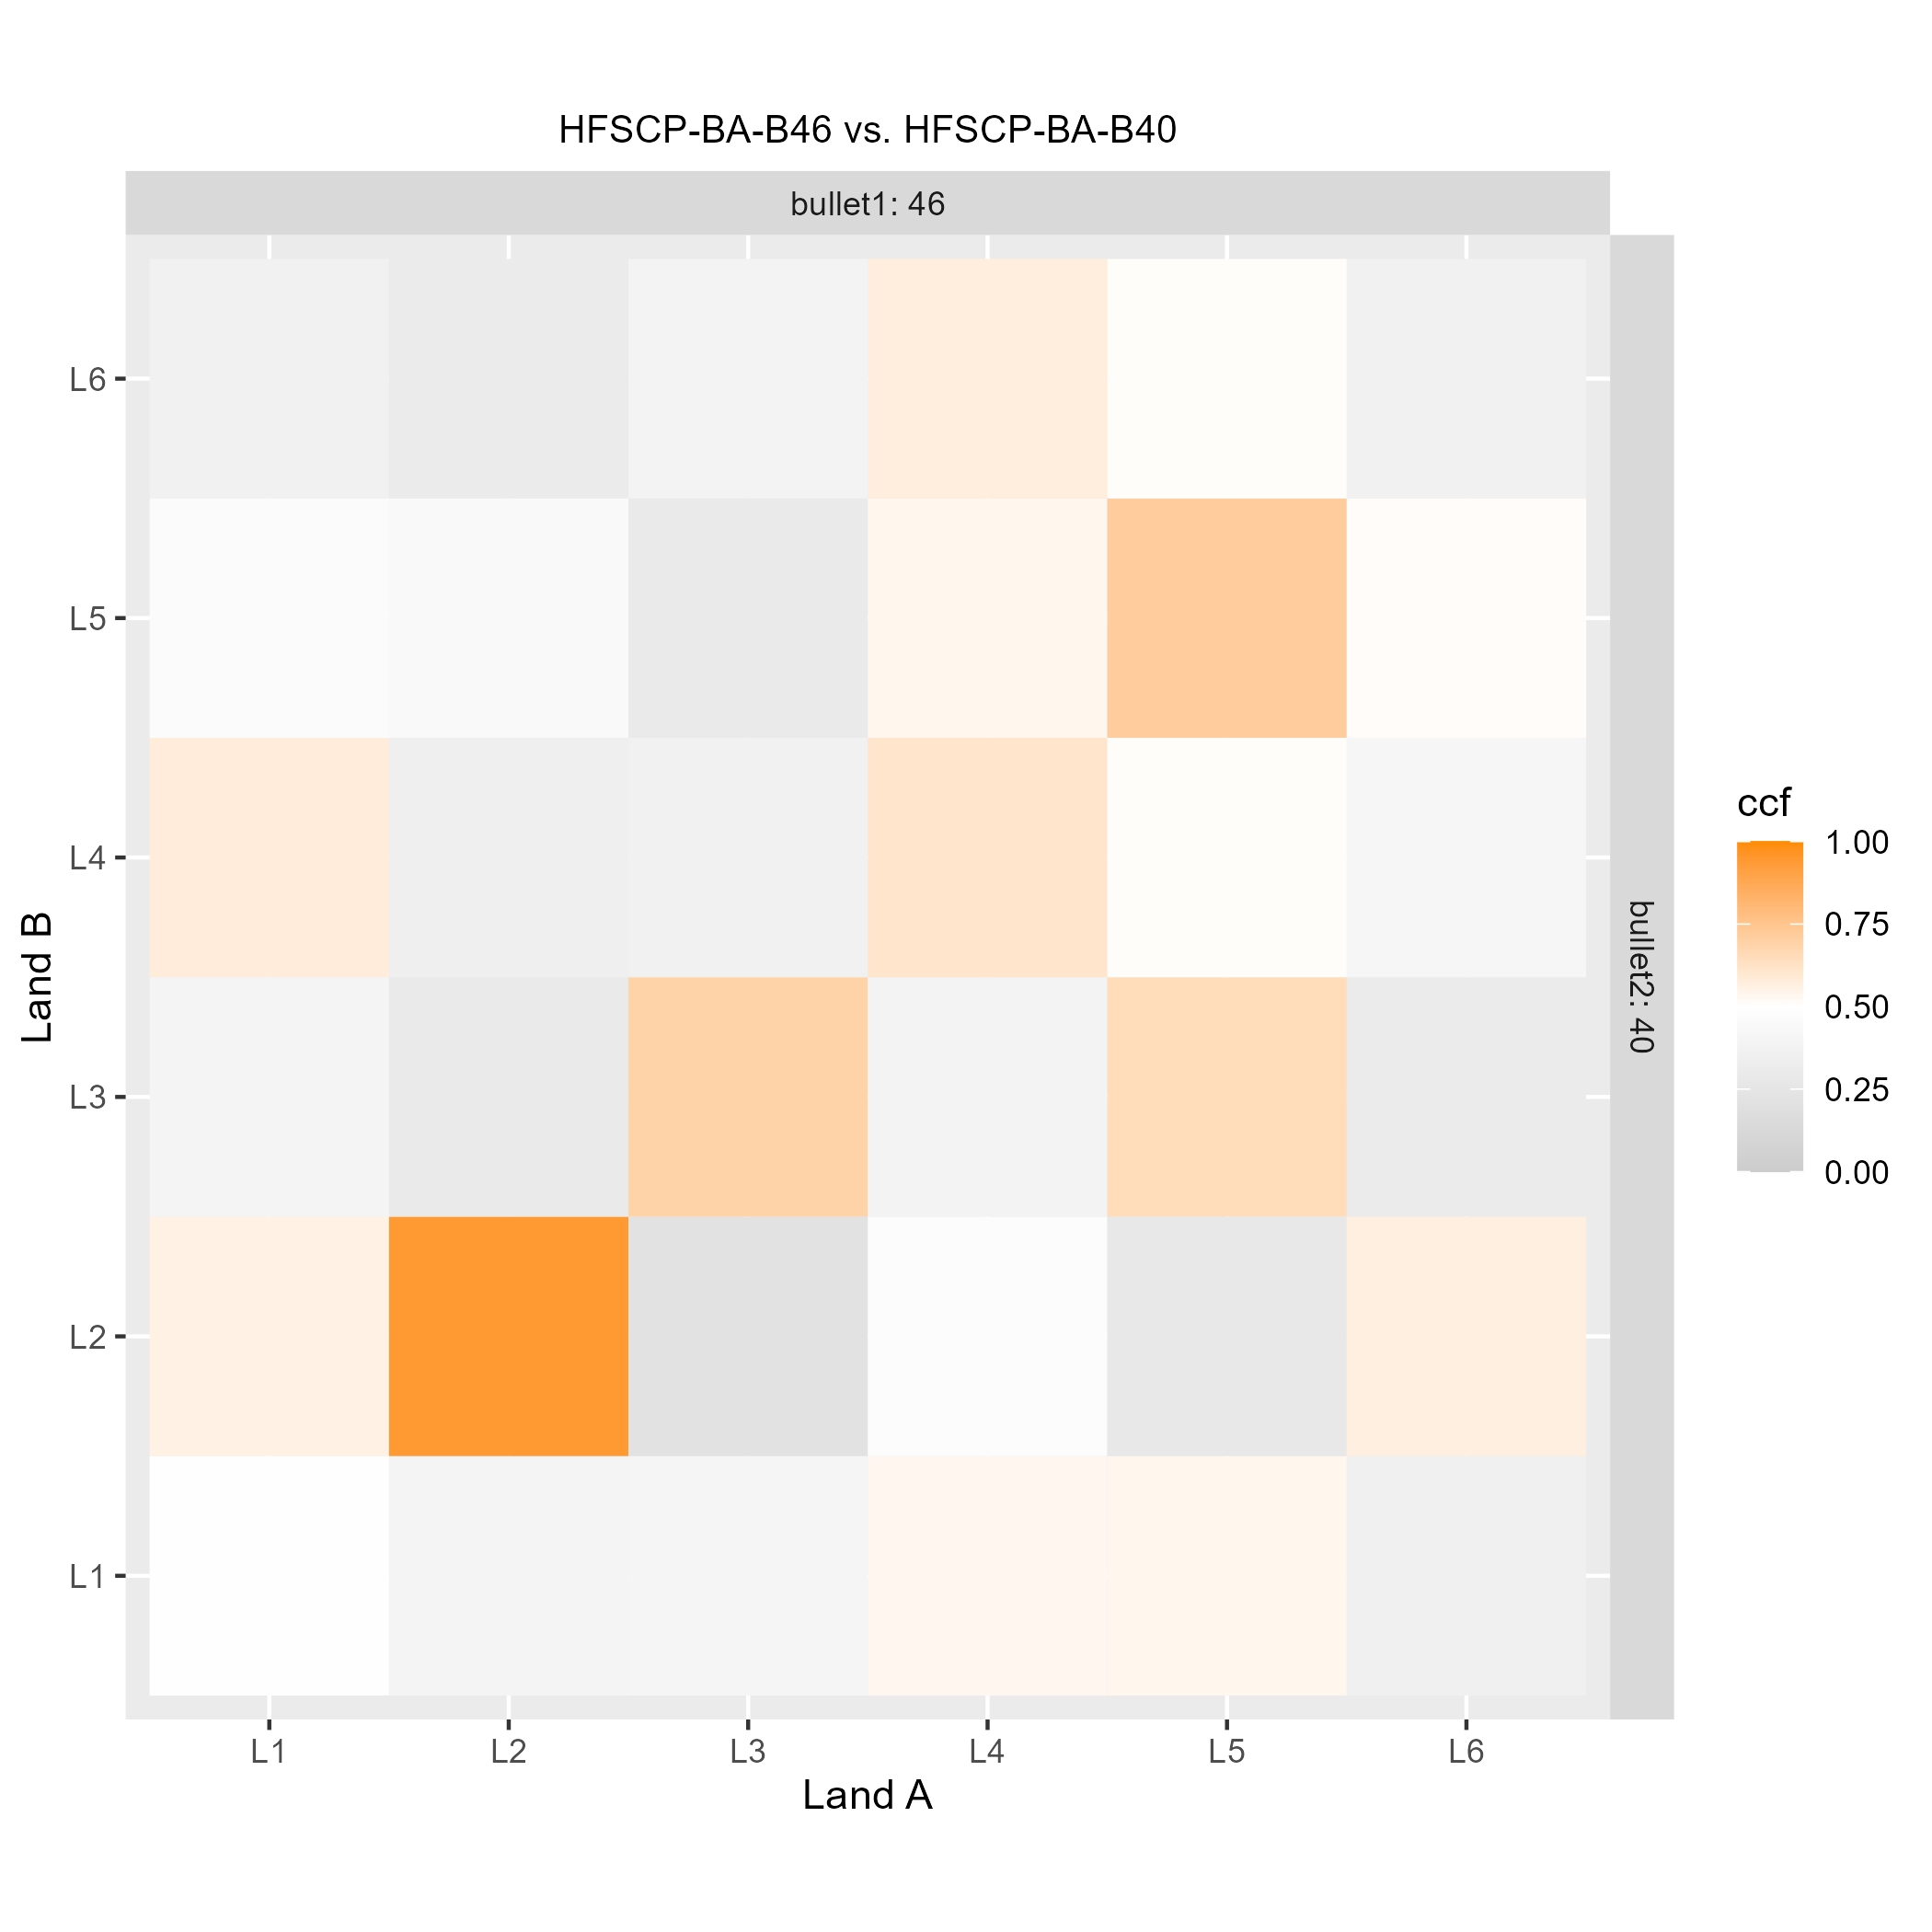 HFSCP-BA-B46 vs. HFSCP-BA-B40
bullet1: 46
L6
L5
L4
L3
L2
L1
Land B
bullet2: 40
L1 L2 L3 L4 L5 L6
Land A
ccf
1.00
0.75
0.50
0.25
0.00